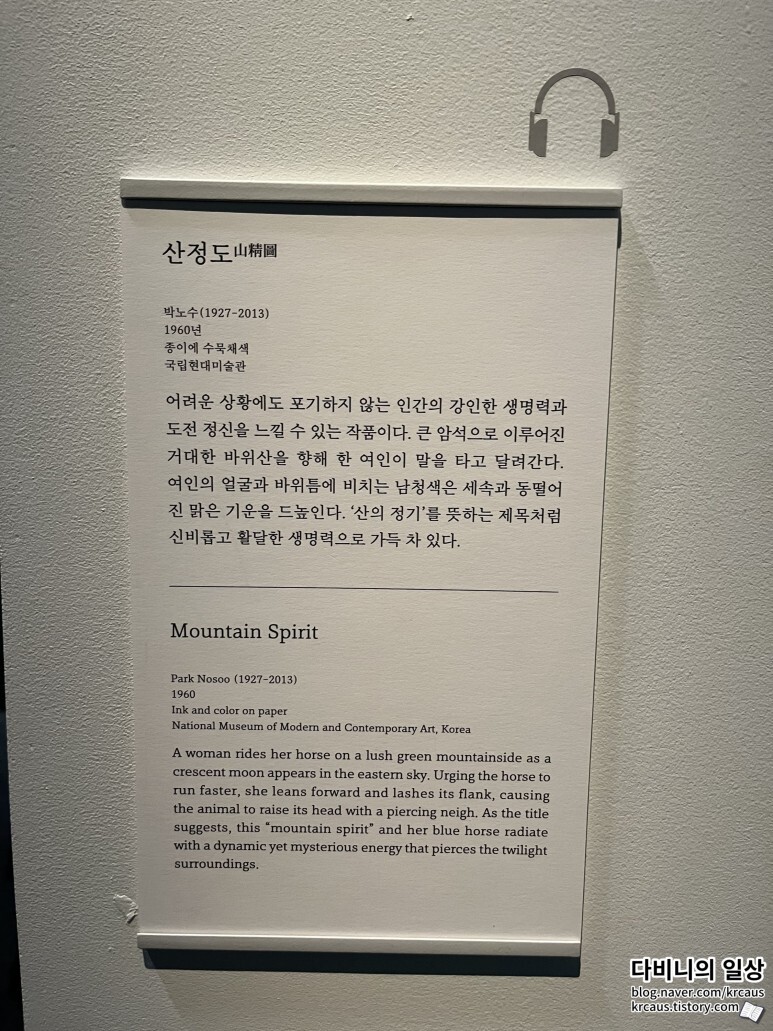 산정도山精圖
박노수(1927-2013)
1960년
종이에 수묵채색
국립현대미술관
어려운 상황에도 포기하지 않는 인간의 강인한 생명력과
도전 정신을 느낄 수 있는 작품이다. 큰 암석으로 이루어진
거대한 바위산을 향해 한 여인이 말을 타고 달려간다.
여인의 얼굴과 바위틈에 비치는 남청색은 세속과 동떨어
진 맑은 기운을 드높인다. ‘산의 정기’를 뜻하는 제목처럼
신비롭고 활달한 생명력으로 가득 차 있다.
Mountain Spirit
Park Nosoo (1927-2013)
1960
Ink and color on paper
National Museum of Modern and Contemporary Art, Korea
A woman rides her horse on a lush green mountainside as a
crescent moon appears in the eastern sky. Urging the horse to
run faster, she leans forward and lashes its flank, causing
the animal to raise its head with a piercing neigh. As the title
suggests, this “mountain spirit” and her blue horse radiate
with a dynamic yet mysterious energy that pierces the twilight
surroundings.
다비니의 일상
blog.naver.com/krcaus
krcaus.tistory.com